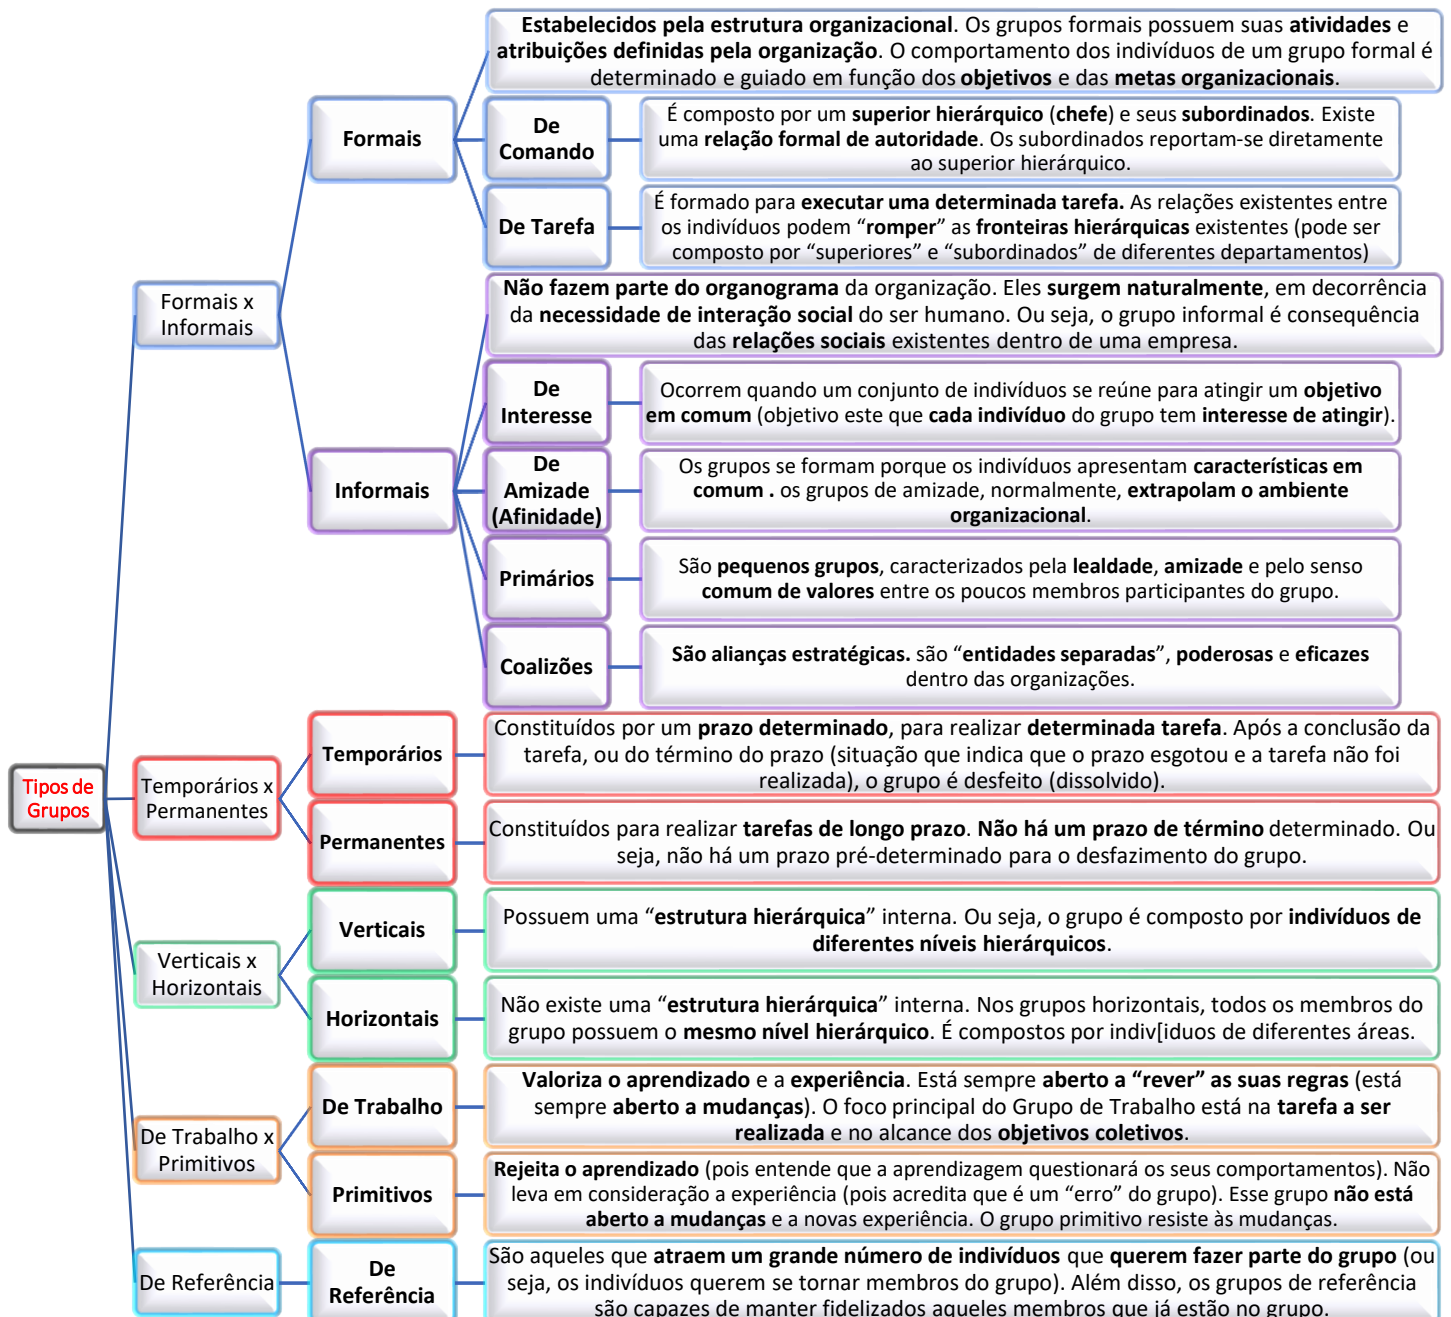 Tipos de
Grupos
Formais x
Informais
Formais
Estabelecidos pela estrutura organizacional. Os grupos formais possuem suas atividades e
atribuições definidas pela organização. O comportamento dos indivíduos de um grupo formal é
determinado e guiado em função dos objetivos e das metas organizacionais.
De
Comando
É composto por um superior hierárquico (chefe) e seus subordinados. Existe
uma relação formal de autoridade. Os subordinados reportam-se diretamente
ao superior hierárquico.
De Tarefa
É formado para executar uma determinada tarefa. As relações existentes entre
os indivíduos podem “romper” as fronteiras hierárquicas existentes (pode ser
composto por “superiores” e “subordinados” de diferentes departamentos)
Informais
Não fazem parte do organograma da organização. Eles surgem naturalmente, em decorrência
da necessidade de interação social do ser humano. Ou seja, o grupo informal é consequência
das relações sociais existentes dentro de uma empresa.
De
Interesse
Ocorrem quando um conjunto de indivíduos se reúne para atingir um objetivo
em comum (objetivo este que cada indivíduo do grupo tem interesse de atingir).
De
Amizade
(Afinidade)
Os grupos se formam porque os indivíduos apresentam características em
comum . os grupos de amizade, normalmente, extrapolam o ambiente
organizacional.
Primários
São pequenos grupos, caracterizados pela lealdade, amizade e pelo senso
comum de valores entre os poucos membros participantes do grupo.
Coalizões
São alianças estratégicas. são “entidades separadas”, poderosas e eficazes
dentro das organizações.
Temporários x
Permanentes
Temporários
Constituídos por um prazo determinado, para realizar determinada tarefa. Após a conclusão da
tarefa, ou do término do prazo (situação que indica que o prazo esgotou e a tarefa não foi
realizada), o grupo é desfeito (dissolvido).
Permanentes
Constituídos para realizar tarefas de longo prazo. Não há um prazo de término determinado. Ou
seja, não há um prazo pré-determinado para o desfazimento do grupo.
Verticais x
Horizontais
Verticais
Possuem uma “estrutura hierárquica” interna. Ou seja, o grupo é composto por indivíduos de
diferentes níveis hierárquicos.
Horizontais
Não existe uma “estrutura hierárquica” interna. Nos grupos horizontais, todos os membros do
grupo possuem o mesmo nível hierárquico. É compostos por indiv[iduos de diferentes áreas.
De Trabalho x
Primitivos
De Trabalho
Valoriza o aprendizado e a experiência. Está sempre aberto a “rever” as suas regras (está
sempre aberto a mudanças). O foco principal do Grupo de Trabalho está na tarefa a ser
realizada e no alcance dos objetivos coletivos.
Primitivos
Rejeita o aprendizado (pois entende que a aprendizagem questionará os seus comportamentos). Não
leva em consideração a experiência (pois acredita que é um “erro” do grupo). Esse grupo não está
aberto a mudanças e a novas experiência. O grupo primitivo resiste às mudanças.
De Referência
De
Referência
São aqueles que atraem um grande número de indivíduos que querem fazer parte do grupo (ou
seja, os indivíduos querem se tornar membros do grupo). Além disso, os grupos de referência
são capazes de manter fidelizados aqueles membros que já estão no grupo.